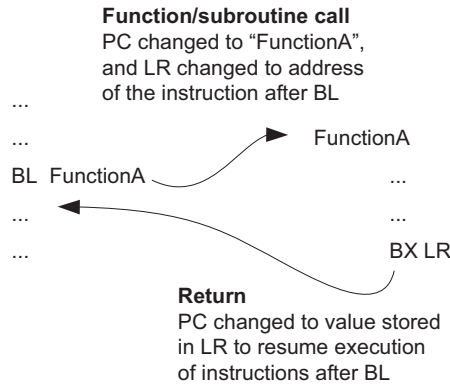 Function/subroutine call
PC changed to “FunctionA”,
and LR changed to address
of the instruction after BL
...
...
BL FunctionA
...
...
FunctionA
...
...
BX LR
Return
PC changed to value stored
in LR to resume execution
of instructions after BL